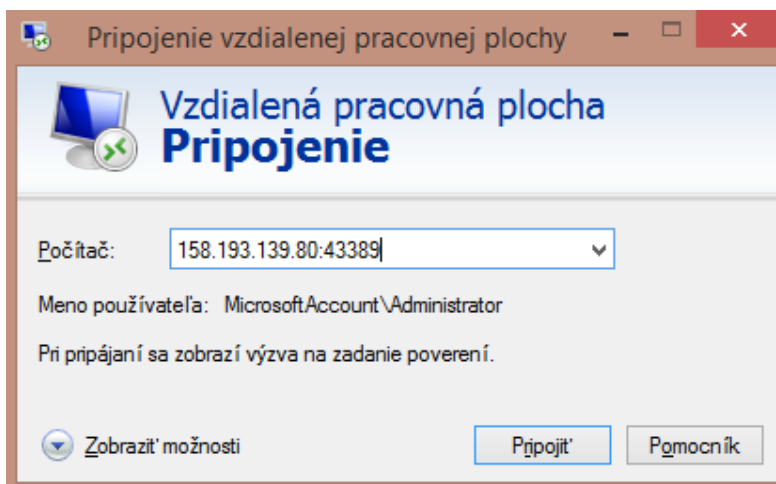 Pripojenie vzdialenej pracovnej plochy
Vzdialená pracovná plocha
Pripojenie
Počítač: 158.193.139.80:43389
Meno používateľa: MicrosoftAccount\Administrator
Pri pripájaní sa zobrazí výzva na zadanie poverení.
Zobraziť možnosti Pripojiť Pomocník